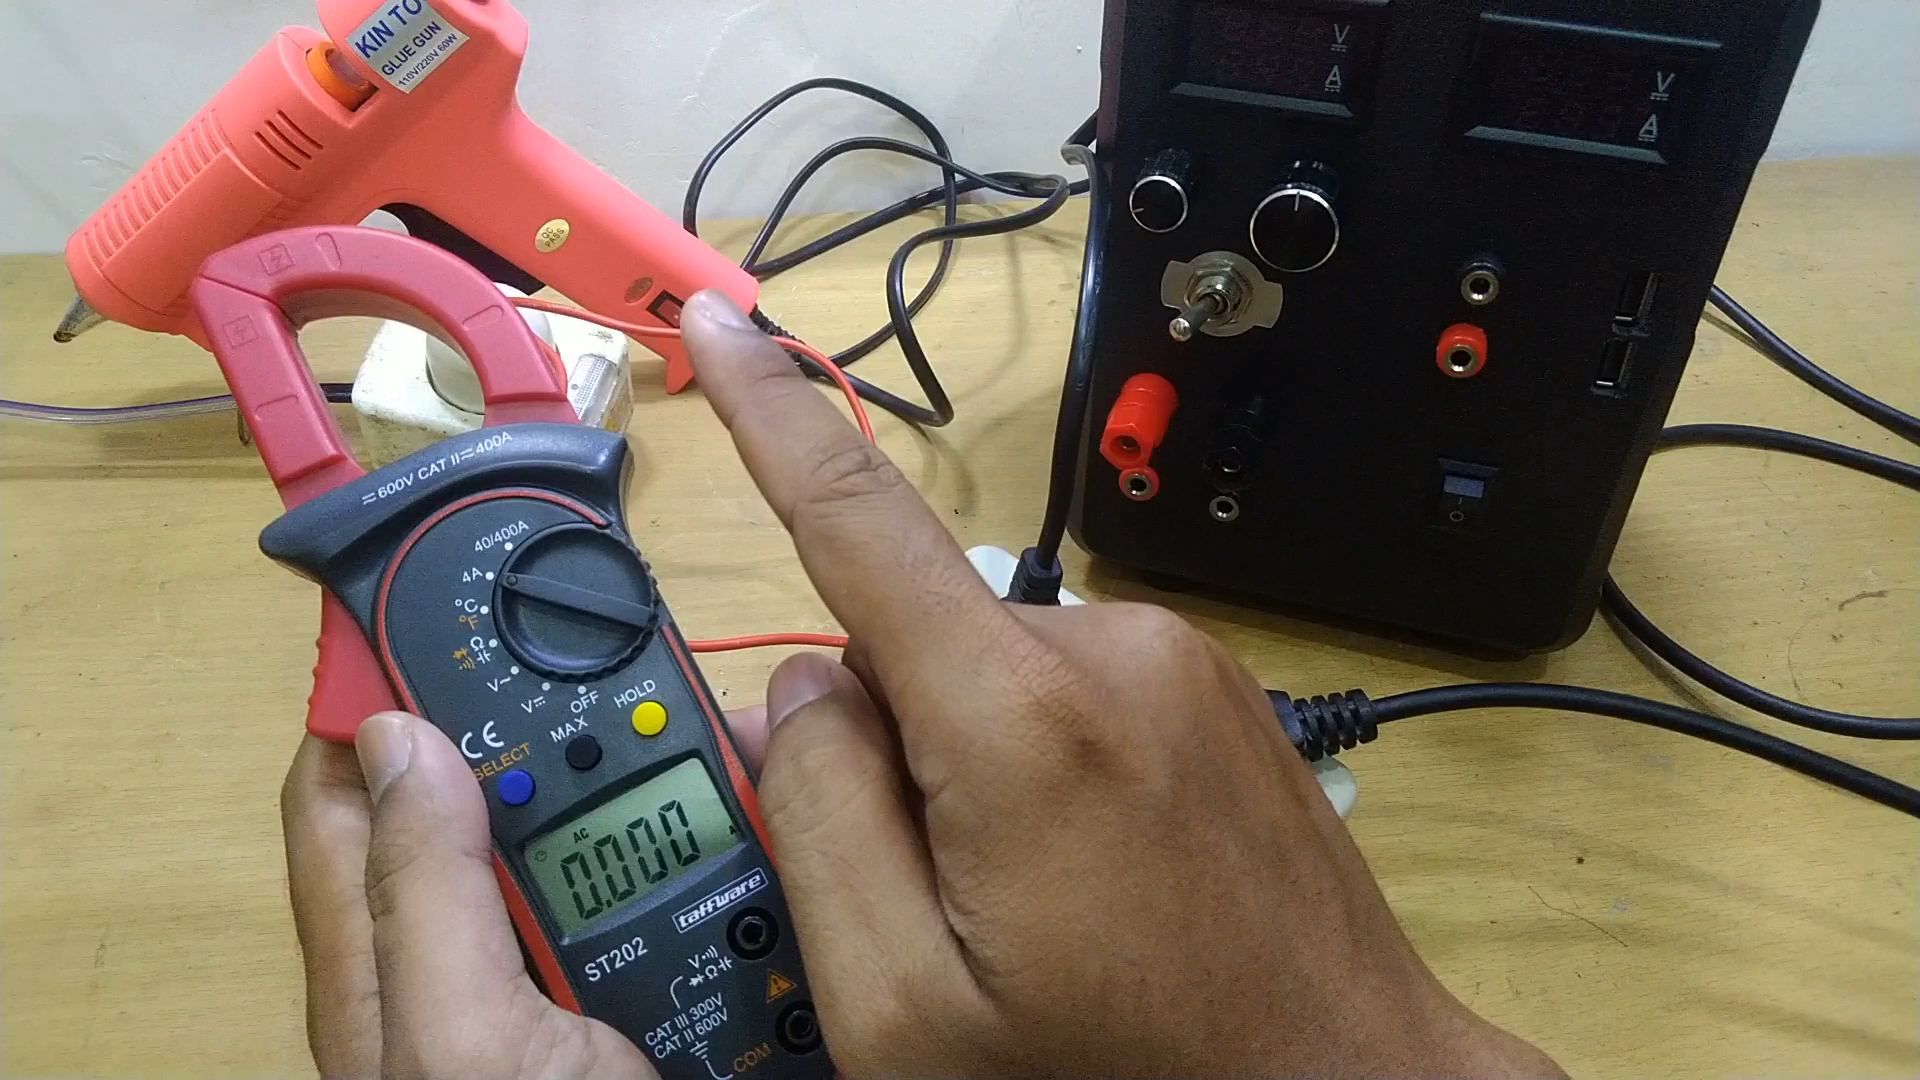 KIN TO
GLUE GUN
110V/220V 60W
QC
PASS
V
A
V
A
≂600V CAT II≂400A
40/400A
4A
°C
°F
Ω
V~
V⎓
OFF
CE
SELECT
MAX
HOLD
AC
0.000
A
taffware
ST202
V
Ω
CAT III 300V
CAT II 600V
COM